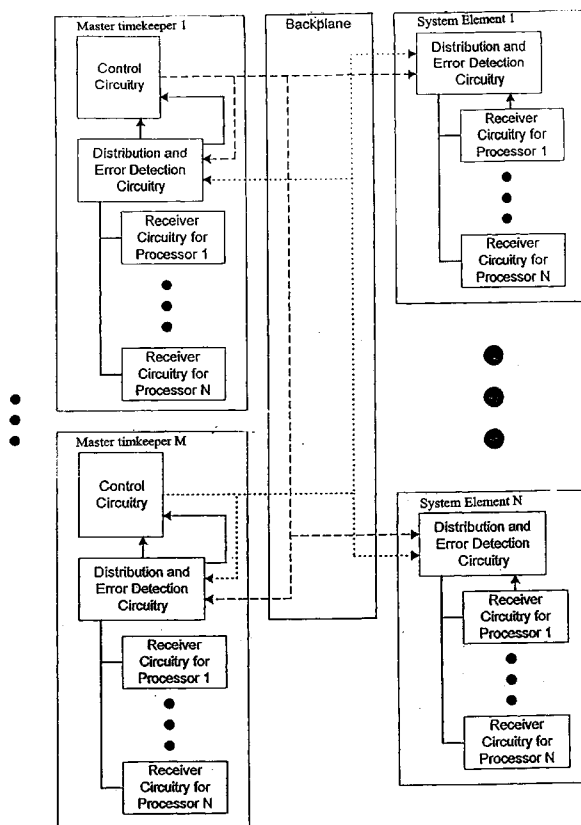 Master timekeeper 1
Control
Circuitry
Distribution and
Error Detection
Circuitry
Receiver
Circuitry for
Processor 1
Receiver
Circuitry for
Processor N
Master timkeeper M
Control
Circuitry
Distribution and
Error Detection
Circuitry
Receiver
Circuitry for
Processor 1
Receiver
Circuitry for
Processor N
Backplane
System Element 1
Distribution and
Error Detection
Circuitry
Receiver
Circuitry for
Processor 1
Receiver
Circuitry for
Processor N
System Element N
Distribution and
Error Detection
Circuitry
Receiver
Circuitry for
Processor 1
Receiver
Circuitry for
Processor N